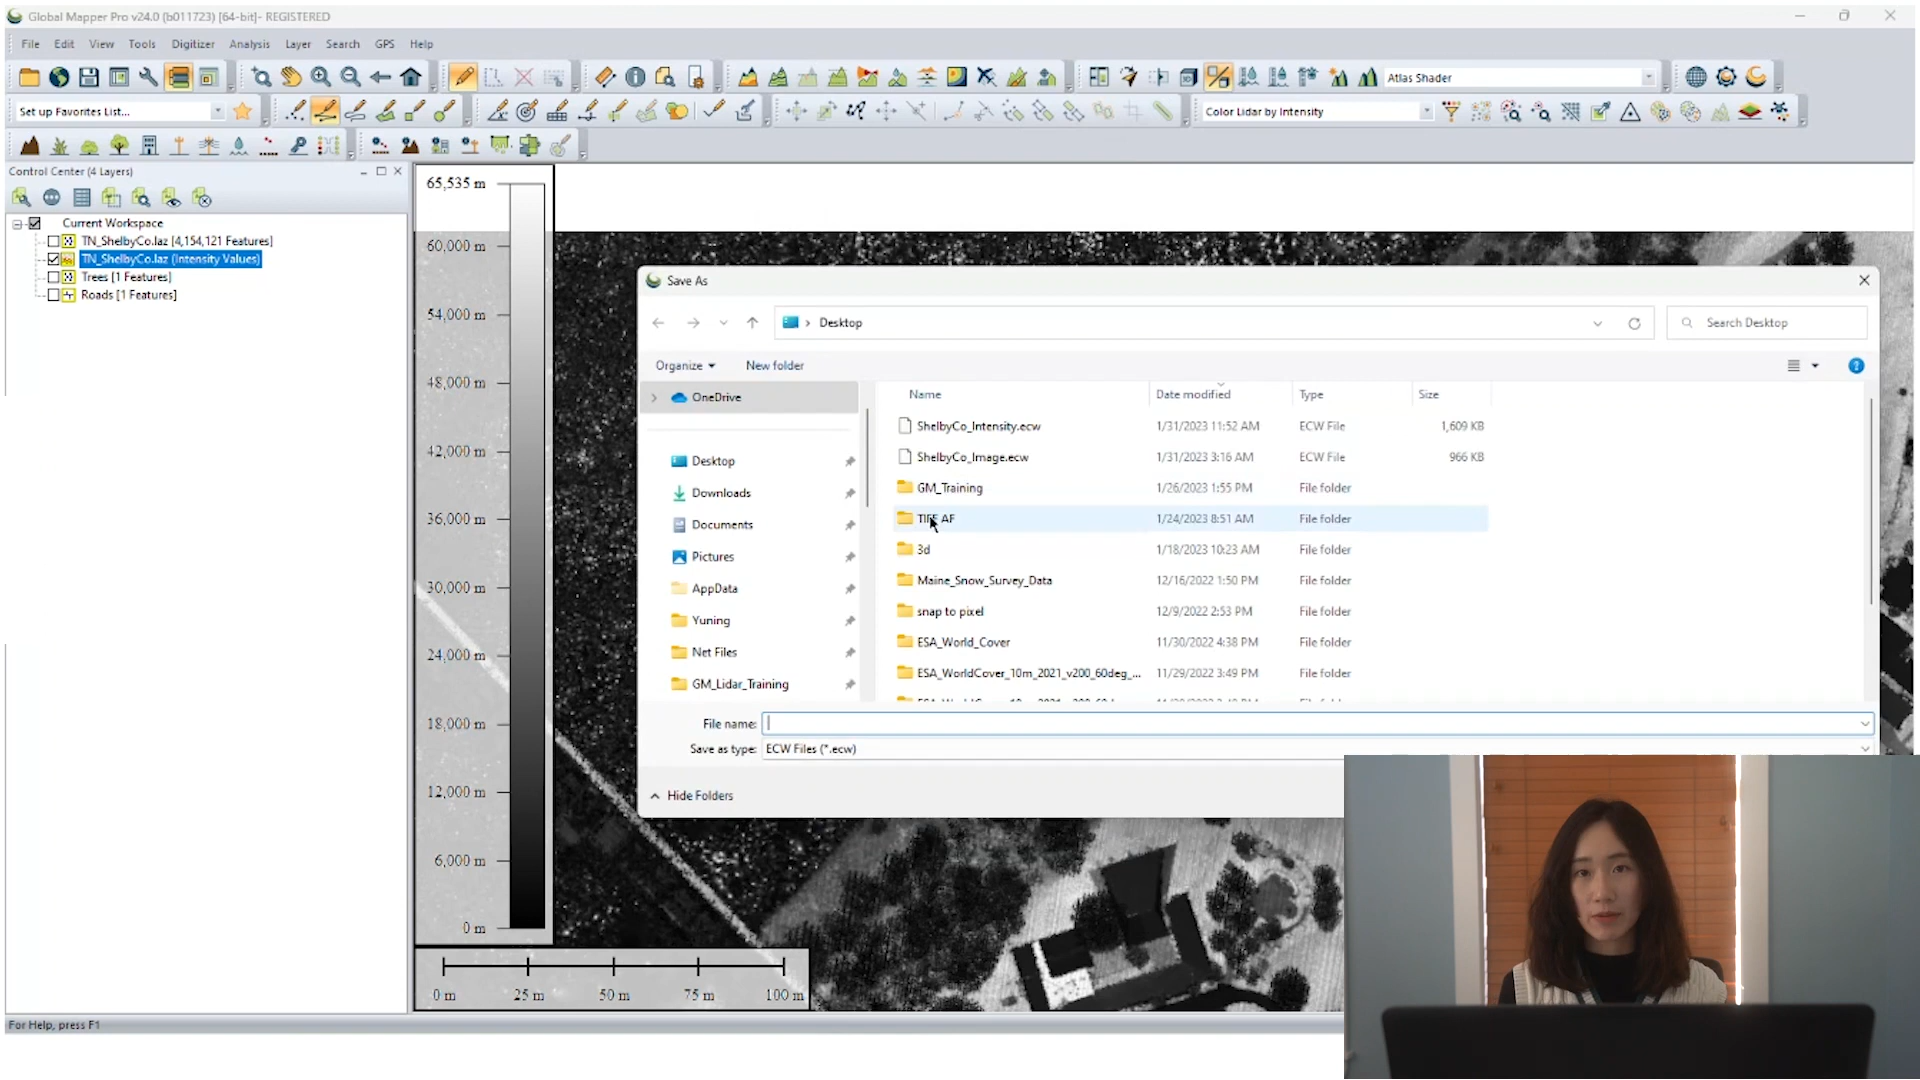 Global Mapper Pro v24.0 (b011723) [64-bit]- REGISTERED
File Edit View Tools Digitizer Analysis Layer Search GPS Help
Atlas Shader
Set up Favorites List...
Color Lidar by Intensity
Control Center (4 Layers)
Current Workspace
TN_ShelbyCo.laz [4,154,121 Features]
TN_ShelbyCo.laz (Intensity Values)
Trees [1 Features]
Roads [1 Features]
65,535 m
60,000 m
54,000 m
48,000 m
42,000 m
36,000 m
30,000 m
24,000 m
18,000 m
12,000 m
6,000 m
0 m
0 m 25 m 50 m 75 m 100 m
Save As
Desktop
Search Desktop
Organize New folder
OneDrive
Desktop
Downloads
Documents
Pictures
AppData
Yuning
Net Files
GM_Lidar_Training
Name Date modified Type Size
ShelbyCo_Intensity.ecw 1/31/2023 11:52 AM ECW File 1,609 KB
ShelbyCo_Image.ecw 1/31/2023 3:16 AM ECW File 966 KB
GM_Training 1/26/2023 1:55 PM File folder
TIFF AF 1/24/2023 8:51 AM File folder
3d 1/18/2023 10:23 AM File folder
Maine_Snow_Survey_Data 12/16/2022 1:50 PM File folder
snap to pixel 12/9/2022 2:53 PM File folder
ESA_World_Cover 11/30/2022 4:38 PM File folder
ESA_WorldCover_10m_2021_v200_60deg_... 11/29/2022 3:49 PM File folder
File name:
Save as type: ECW Files (*.ecw)
Hide Folders
For Help, press F1